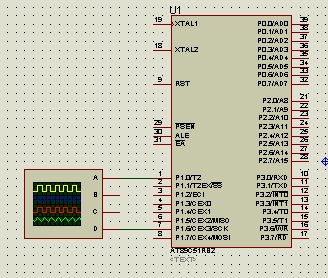 U1
19 XTAL1 P0.0/AD0 39
P0.1/AD1 38
P0.2/AD2 37
18 XTAL2 P0.3/AD3 36
P0.4/AD4 35
P0.5/AD5 34
P0.6/AD6 33
9 RST P0.7/AD7 32
P2.0/A8 21
P2.1/A9 22
P2.2/A10 23
29 PSEN P2.3/A11 24
30 ALE P2.4/A12 25
31 EA P2.5/A13 26
P2.6/A14 27
P2.7/A15 28
A 1 P1.0/T2 P3.0/RXD 10
2 P1.1/T2EX/SS P3.1/TXD 11
B 3 P1.2/ECI P3.2/INT0 12
4 P1.3/CEX0 P3.3/INT1 13
C 5 P1.4/CEX1 P3.4/T0 14
6 P1.5/CEX2/MISO P3.5/T1 15
D 7 P1.6/CEX3/SCK P3.6/WR 16
8 P1.7/CEX4/MOSI P3.7/RD 17
AT89C51RB2
<TEXT>